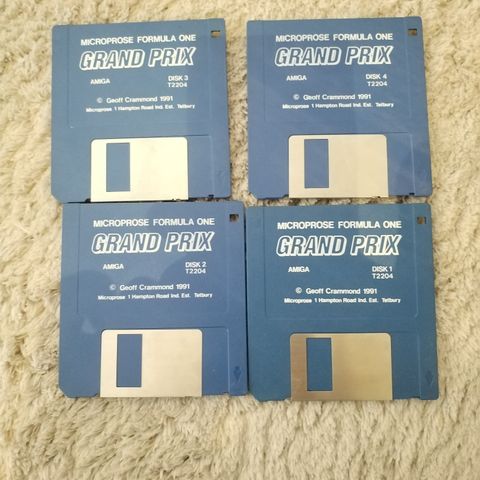 MICROPROSE FORMULA ONE
GRAND PRIX
AMIGA DISK 3
T2204
© Geoff Crammond 1991
Microprose 1 Hampton Road Ind. Est. Tetbury
MICROPROSE FORMULA ONE
GRAND PRIX
AMIGA DISK 4
T2204
© Geoff Crammond 1991
Microprose 1 Hampton Road Ind. Est. Tetbury
MICROPROSE FORMULA ONE
GRAND PRIX
AMIGA DISK 2
T2204
© Geoff Crammond 1991
Microprose 1 Hampton Road Ind. Est. Tetbury
MICROPROSE FORMULA ONE
GRAND PRIX
AMIGA DISK 1
T2204
© Geoff Crammond 1991
Microprose 1 Hampton Road Ind. Est. Tetbury